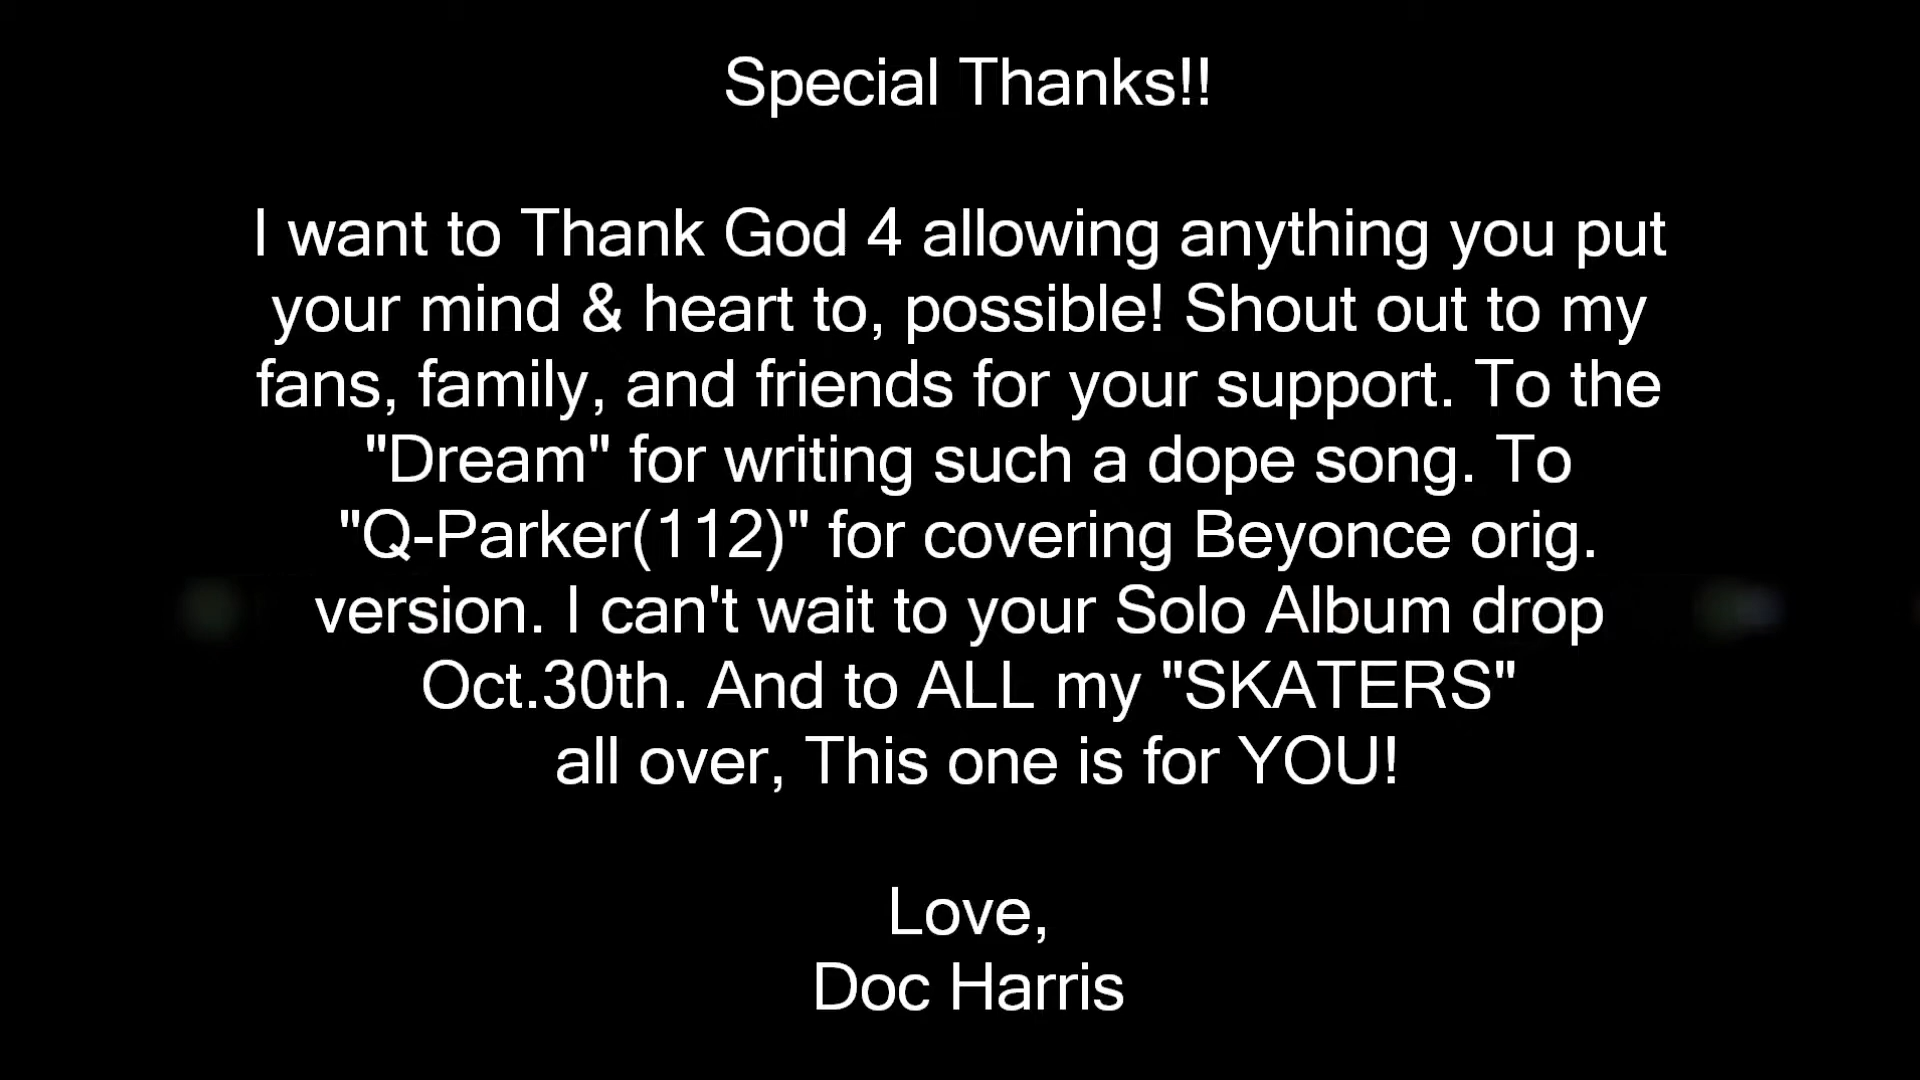 Special Thanks!!
I want to Thank God 4 allowing anything you put
your mind & heart to, possible! Shout out to my
fans, family, and friends for your support. To the
"Dream" for writing such a dope song. To
"Q-Parker(112)" for covering Beyonce orig.
version. I can't wait to your Solo Album drop
Oct.30th. And to ALL my "SKATERS"
all over, This one is for YOU!
Love,
Doc Harris